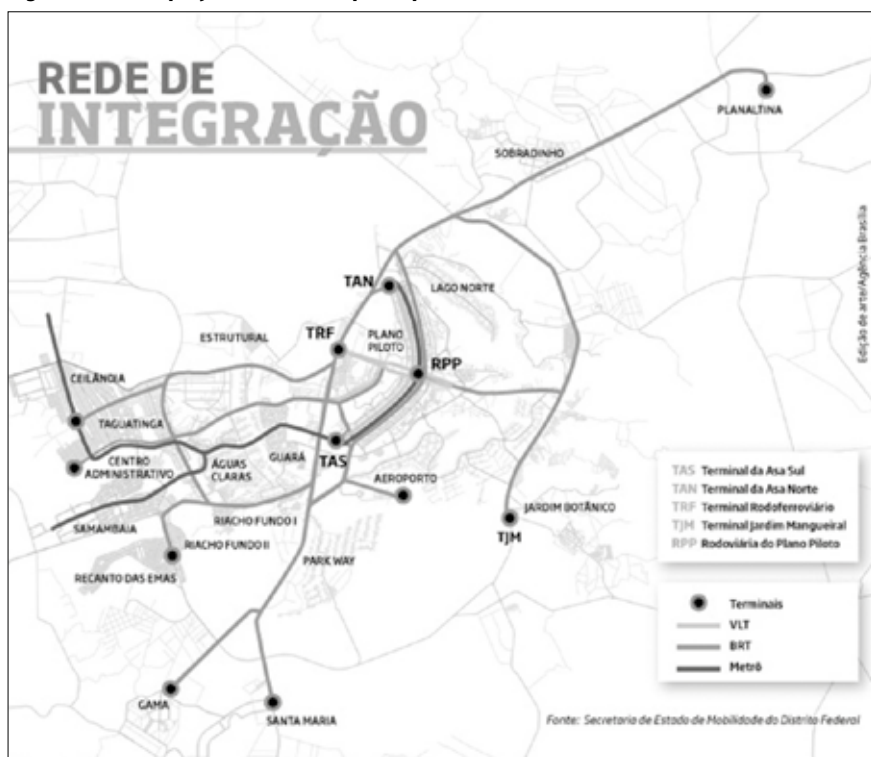 REDE DE
INTEGRAÇÃO
PLANALTINA
SOBRADINHO
TAN
LAGO NORTE
ESTRUTURAL
TRF
PLANO
PILOTO
RPP
CEILÂNDIA
TAGUATINGA
CENTRO
ADMINISTRATIVO
ÁGUAS
CLARAS
GUARÁ
TAS
AEROPORTO
SAMAMBAIA
RIACHO FUNDO I
RIACHO FUNDO II
RECANTO DAS EMAS
PARK WAY
JARDIM BOTÂNICO
TJM
GAMA
SANTA MARIA
Edição de arte/Agência Brasília
TAS Terminal da Asa Sul
TAN Terminal da Asa Norte
TRF Terminal Rodoferroviário
TJM Terminal Jardim Mangueiral
RPP Rodoviária do Plano Piloto
Terminais
VLT
BRT
Metrô
Fonte: Secretaria de Estado de Mobilidade do Distrito Federal